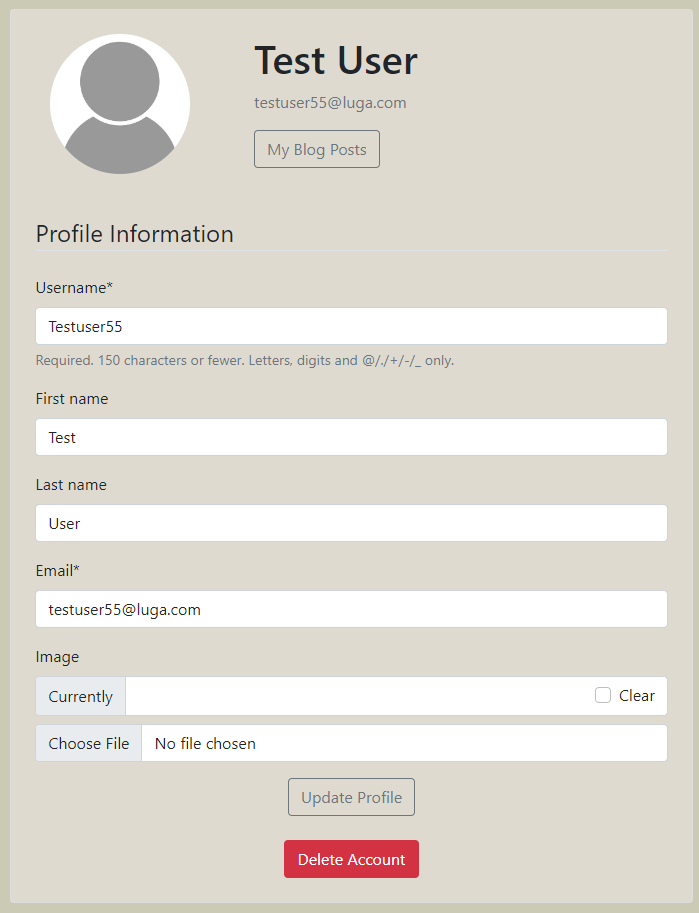 Test User
testuser55@luga.com
My Blog Posts
Profile Information
Username*
Testuser55
Required. 150 characters or fewer. Letters, digits and @/./+/-/_ only.
First name
Test
Last name
User
Email*
testuser55@luga.com
Image
Currently Clear
Choose File No file chosen
Update Profile
Delete Account